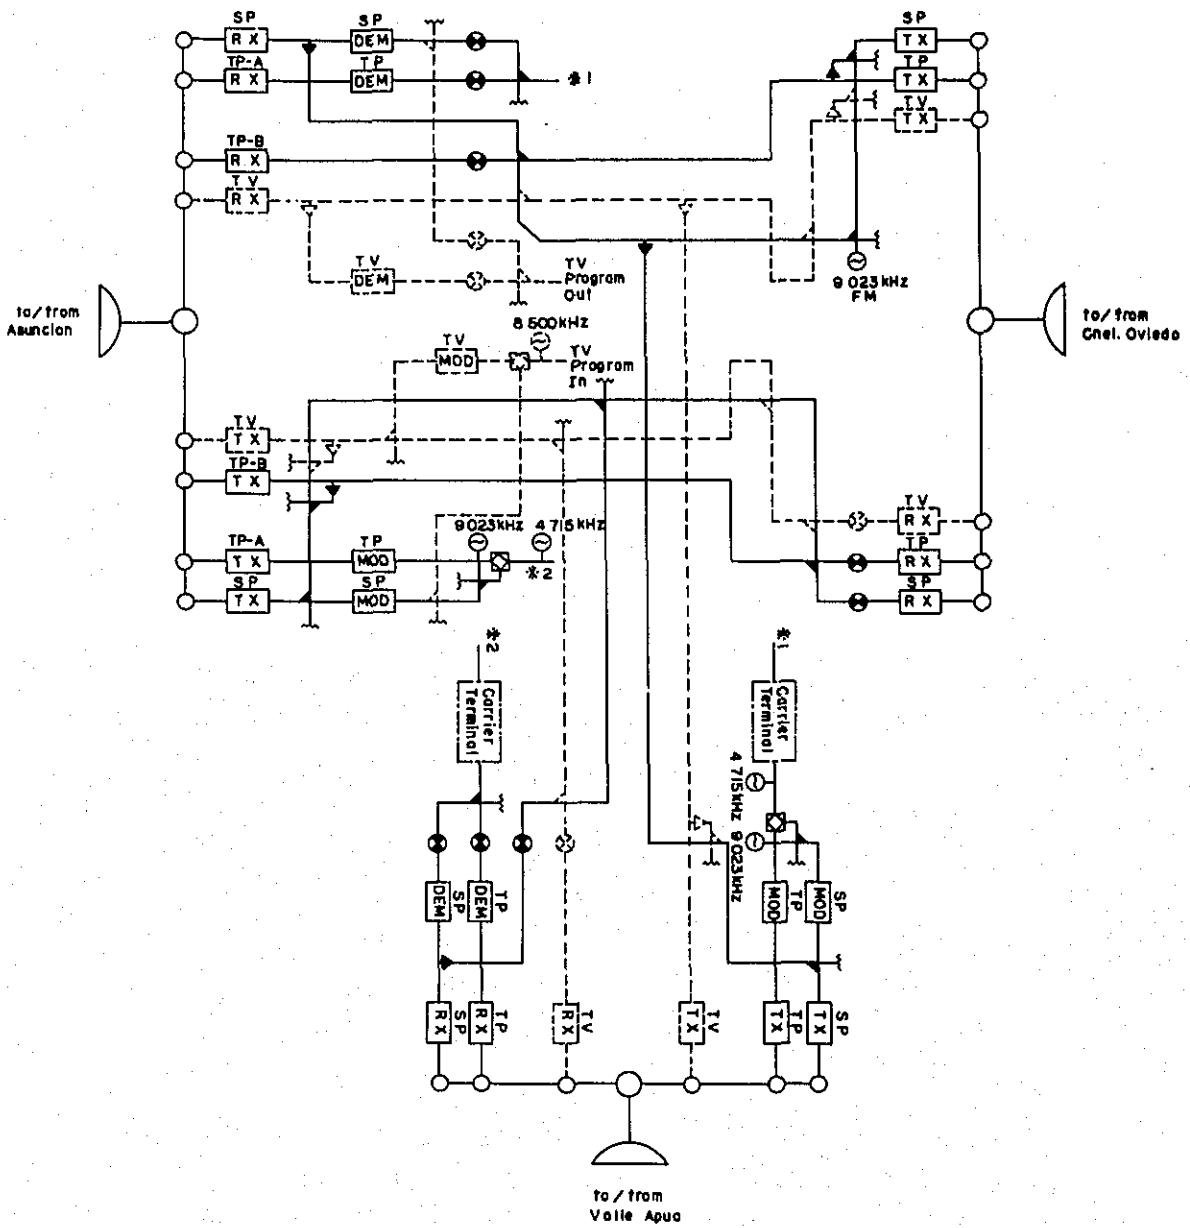 SP
RX
SP
DEM
SP
TX
TP-A
RX
TP
DEM
*1
TP
TX
TV
TX
TP-B
RX
TV
RX
TV
DEM
TV
Program
Out
9 023 kHz
FM
to/from
Asuncion
to/from
Cnel. Oviedo
8 500 kHz
TV
MOD
TV
Program
In
TV
TX
TP-B
TX
TV
RX
9 023 kHz
4 715 kHz
TP-A
TX
TP
MOD
*2
TP
RX
SP
TX
SP
MOD
SP
RX
*2
*1
Carrier
Terminal
Carrier
Terminal
4 715 kHz
9 023 kHz
DEM
SP
DEM
TP
MOD
TP
MOD
SP
RX
SP
RX
TP
RX
TV
TX
TV
TX
TP
TX
SP
to/from
Valle Apua